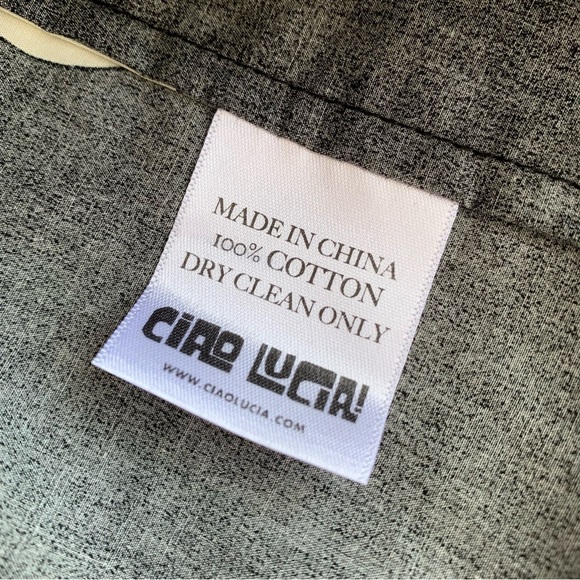 MADE IN CHINA
100% COTTON
DRY CLEAN ONLY
CIAO LUCIA!
WWW.CIAOLUCIA.COM